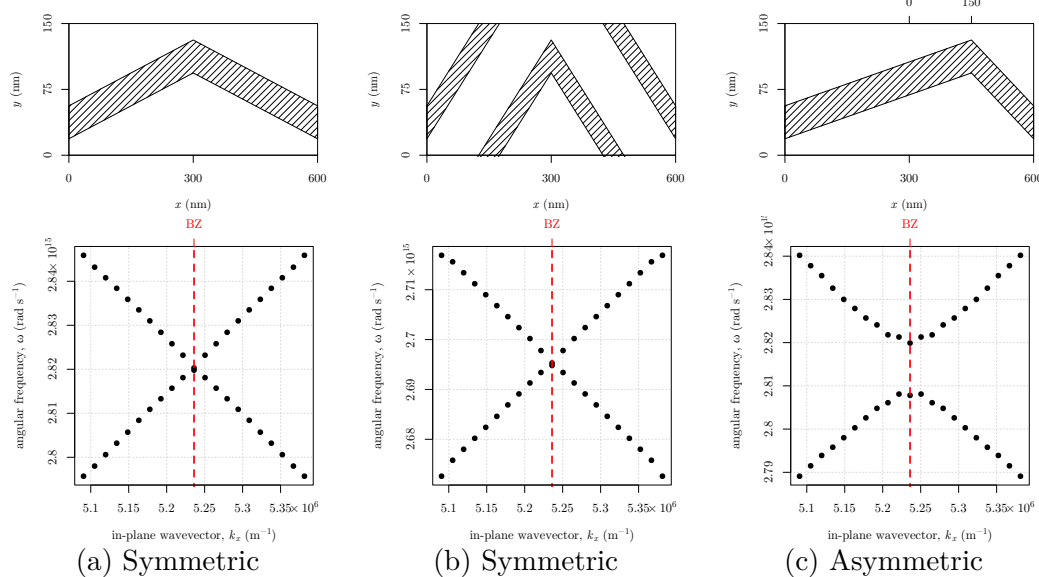 0 150
150
75
0
y (nm)
0 300 600
x (nm)
150
75
0
y (nm)
0 300 600
x (nm)
150
75
0
y (nm)
0 300 600
x (nm)
BZ
2.84× 10¹⁵
2.83
2.82
2.81
2.8
angular frequency, ω (rad s⁻¹)
5.1 5.15 5.2 5.25 5.3 5.35× 10⁶
in-plane wavevector, kₓ (m⁻¹)
(a) Symmetric
BZ
2.71× 10¹⁵
2.7
2.69
2.68
angular frequency, ω (rad s⁻¹)
5.1 5.15 5.2 5.25 5.3 5.35× 10⁶
in-plane wavevector, kₓ (m⁻¹)
(b) Symmetric
BZ
2.84× 10¹
2.83
2.82
2.81
2.8
2.79
angular frequency, ω (rad s⁻¹)
5.1 5.15 5.2 5.25 5.3 5.35× 10⁶
in-plane wavevector, kₓ (m⁻¹)
(c) Asymmetric